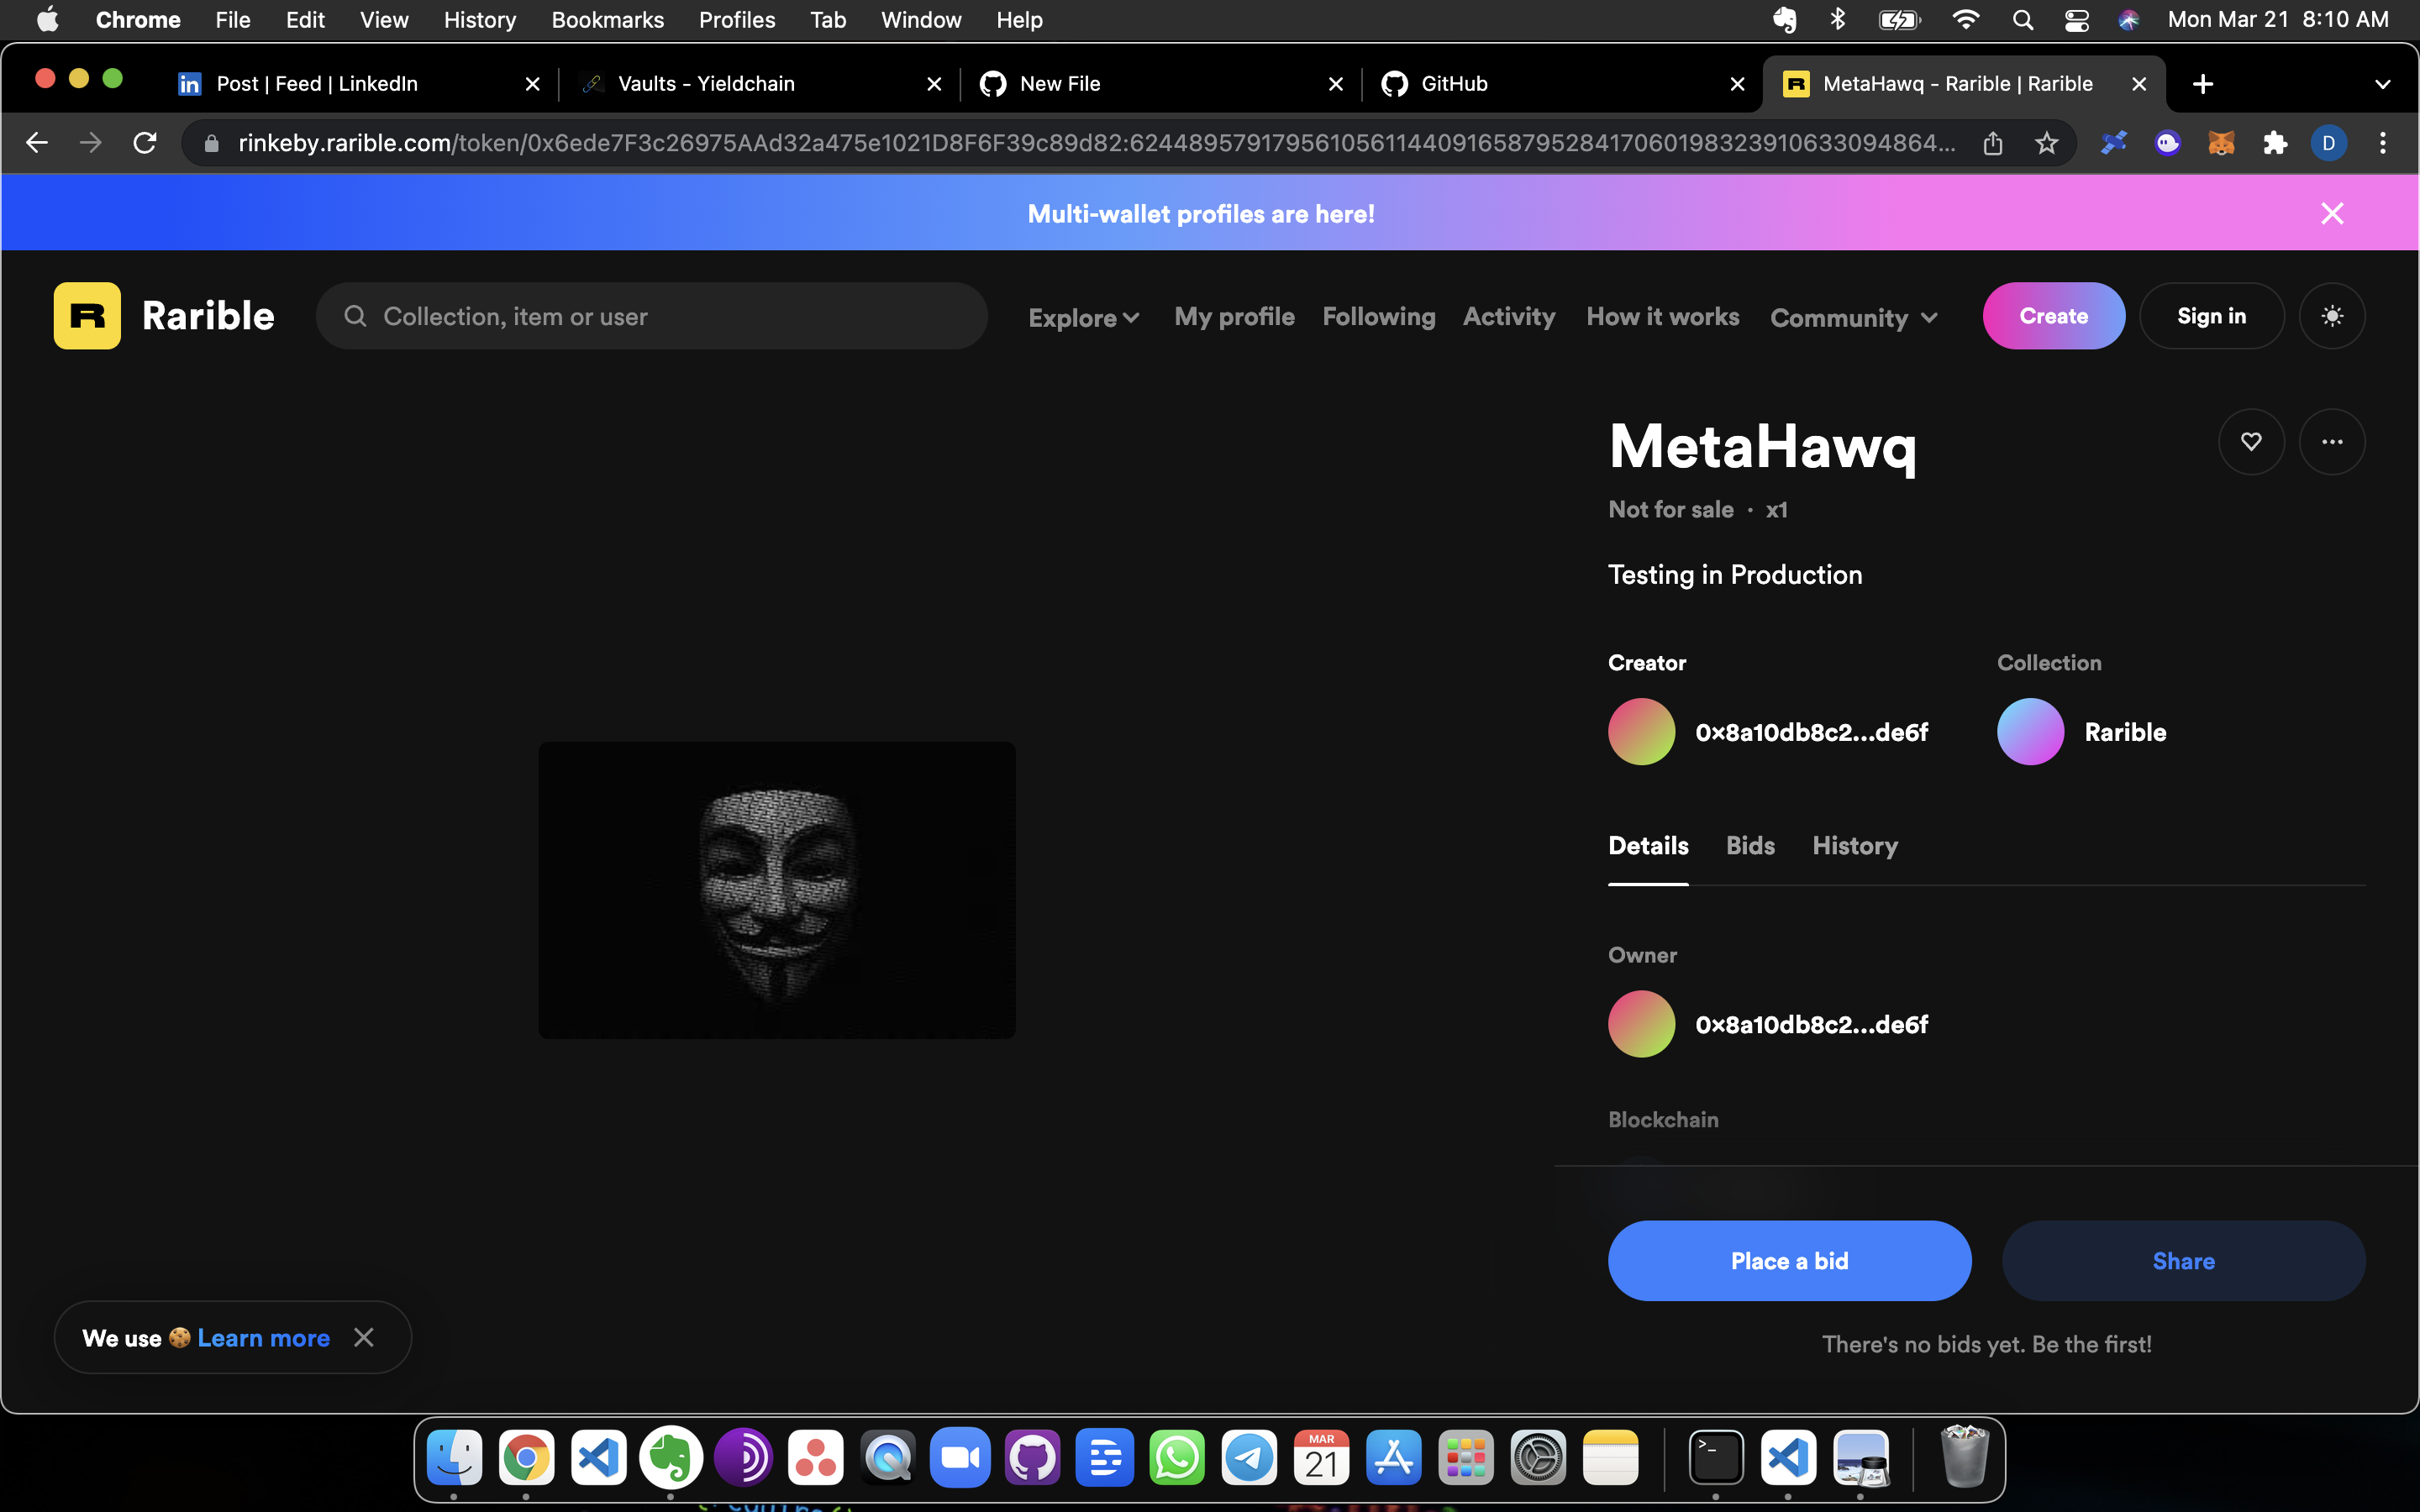 Chrome File Edit View History Bookmarks Profiles Tab Window Help Mon Mar 21 8:10 AM
Post | Feed | LinkedIn Vaults - Yieldchain New File GitHub MetaHawq - Rarible | Rarible
rinkeby.rarible.com/token/0x6ede7F3c26975AAd32a475e1021D8F6F39c89d82:624489579179561056114409165879528417060198323910633094864... D
Multi-wallet profiles are here!
R Rarible Collection, item or user Explore My profile Following Activity How it works Community Create Sign in
MetaHawq
Not for sale · x1
Testing in Production
Creator Collection
0x8a10db8c2...de6f Rarible
Details Bids History
Owner
0x8a10db8c2...de6f
Blockchain
Place a bid Share
There's no bids yet. Be the first!
We use 🍪 Learn more
MAR
21